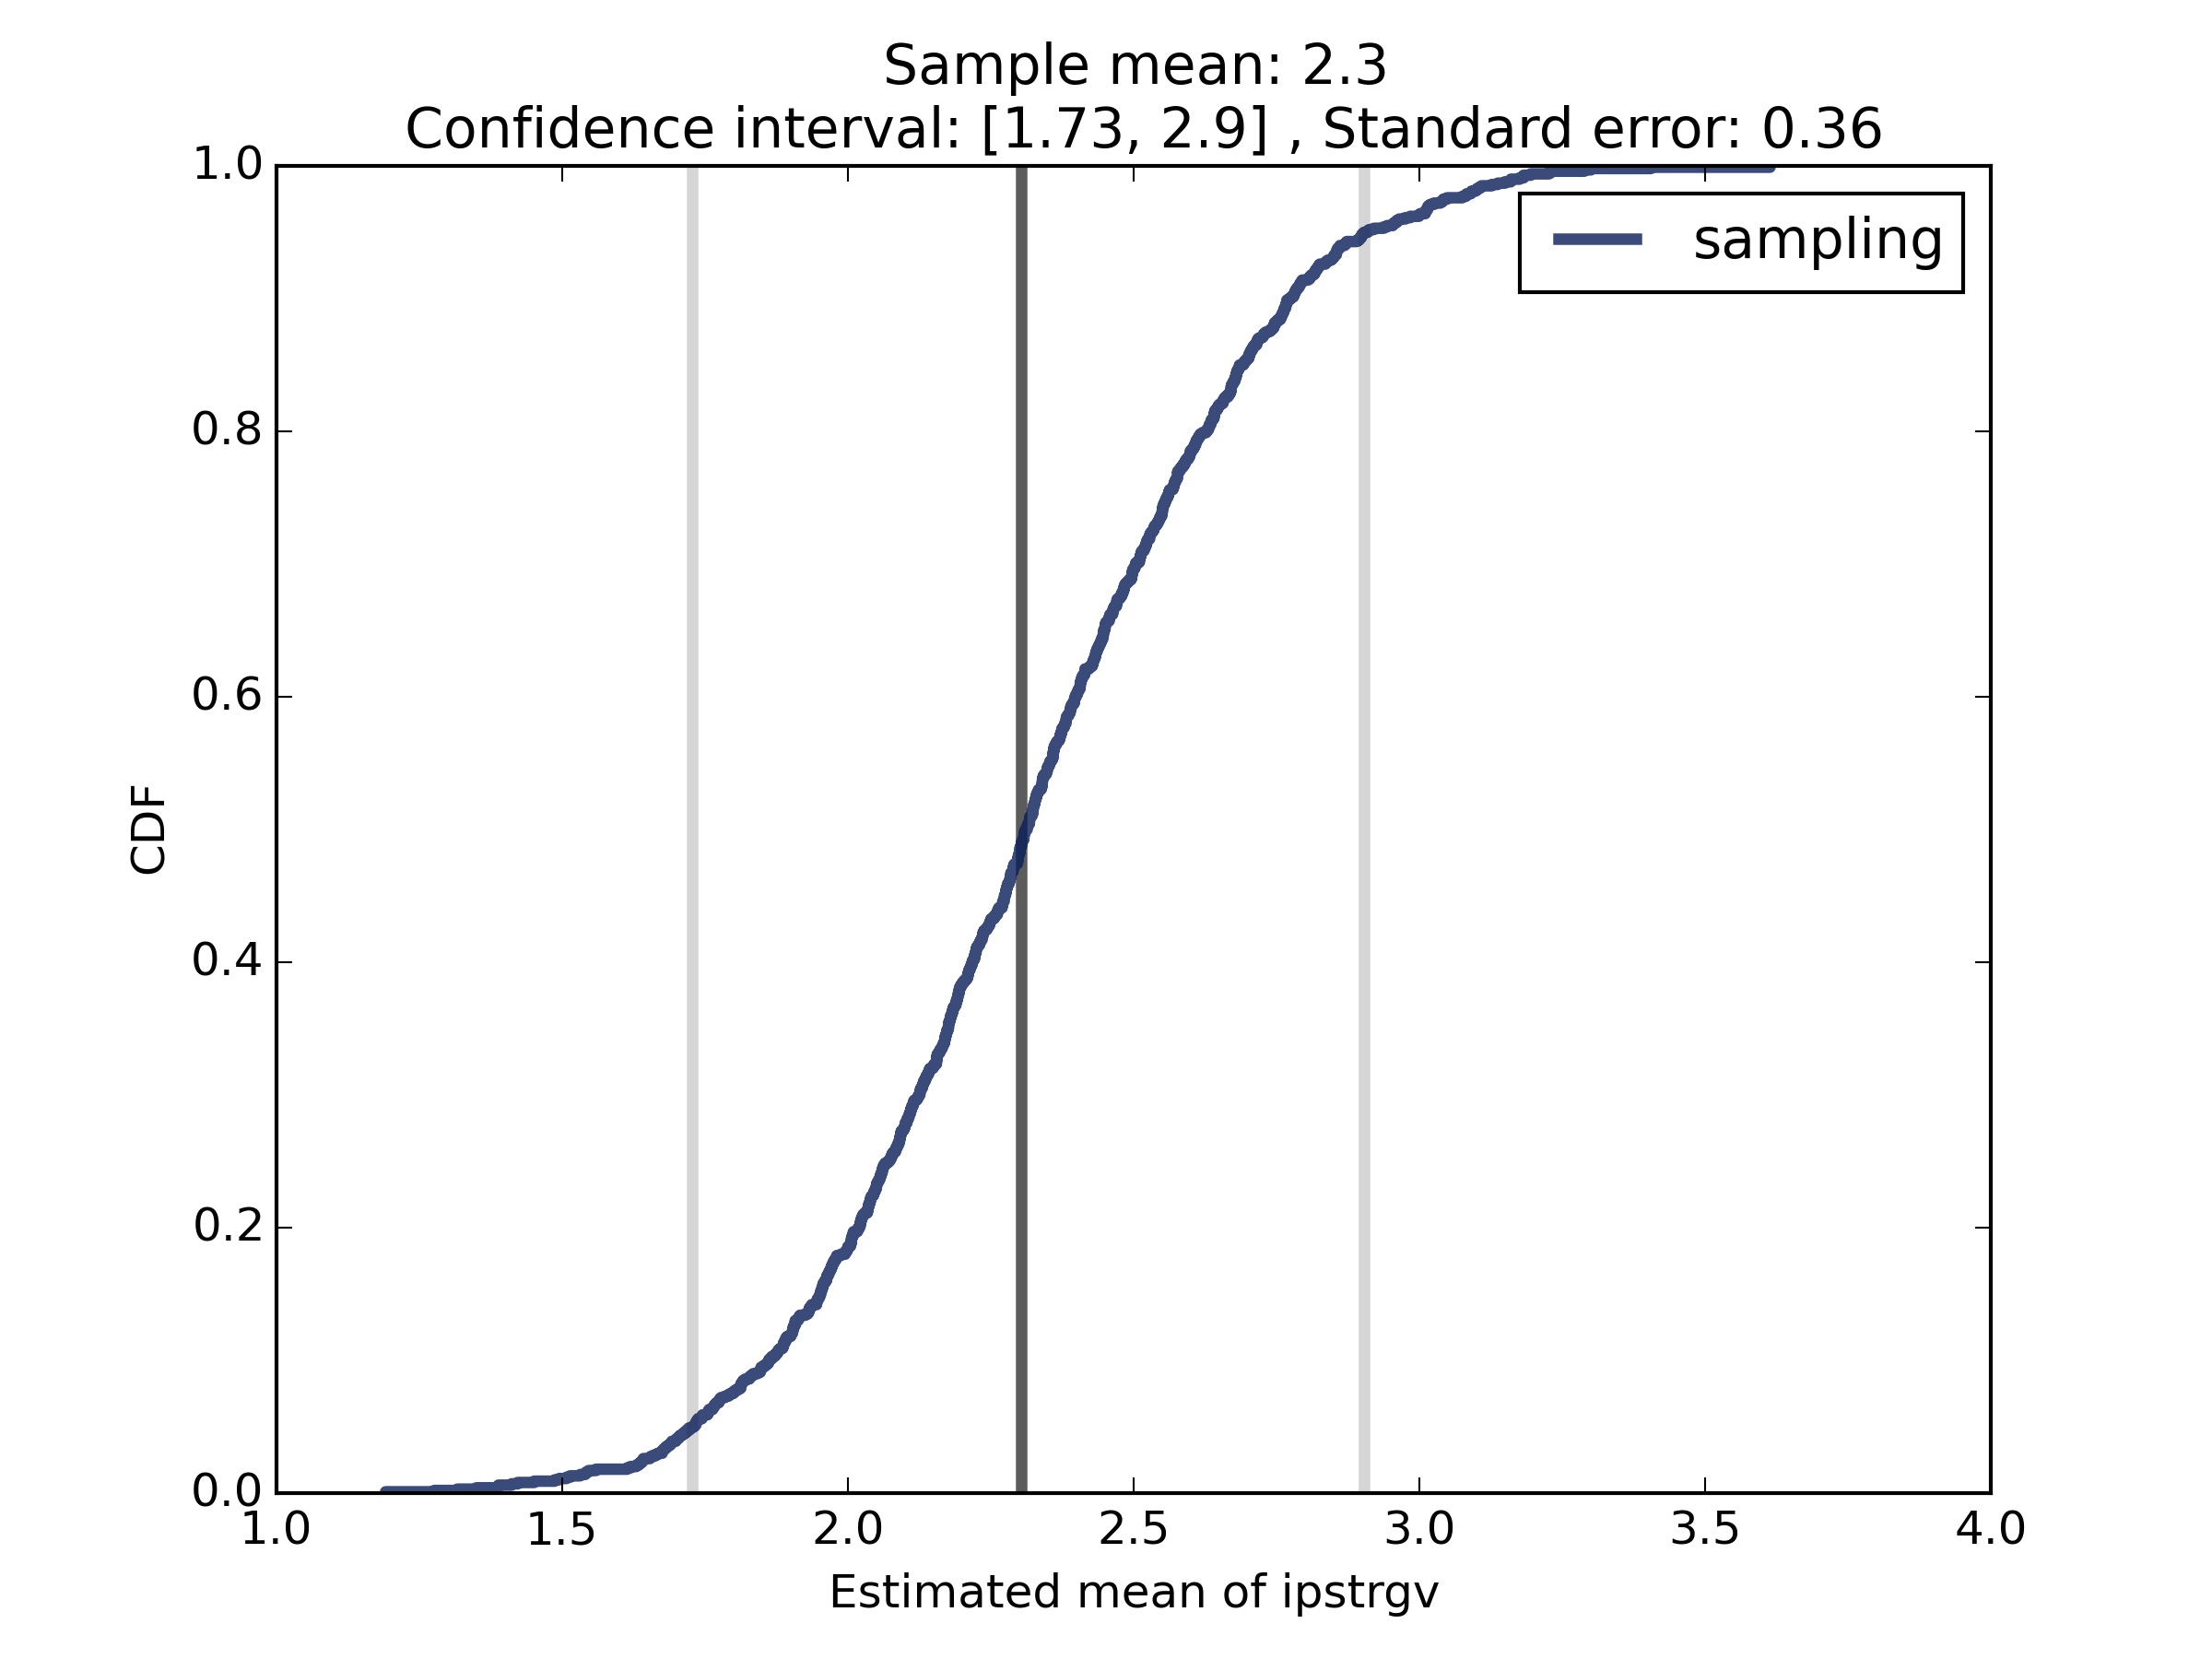 Sample mean: 2.3
Confidence interval: [1.73, 2.9] , Standard error: 0.36
1.0
0.8
0.6
0.4
0.2
0.0
CDF
sampling
1.0 1.5 2.0 2.5 3.0 3.5 4.0
Estimated mean of ipstrgv